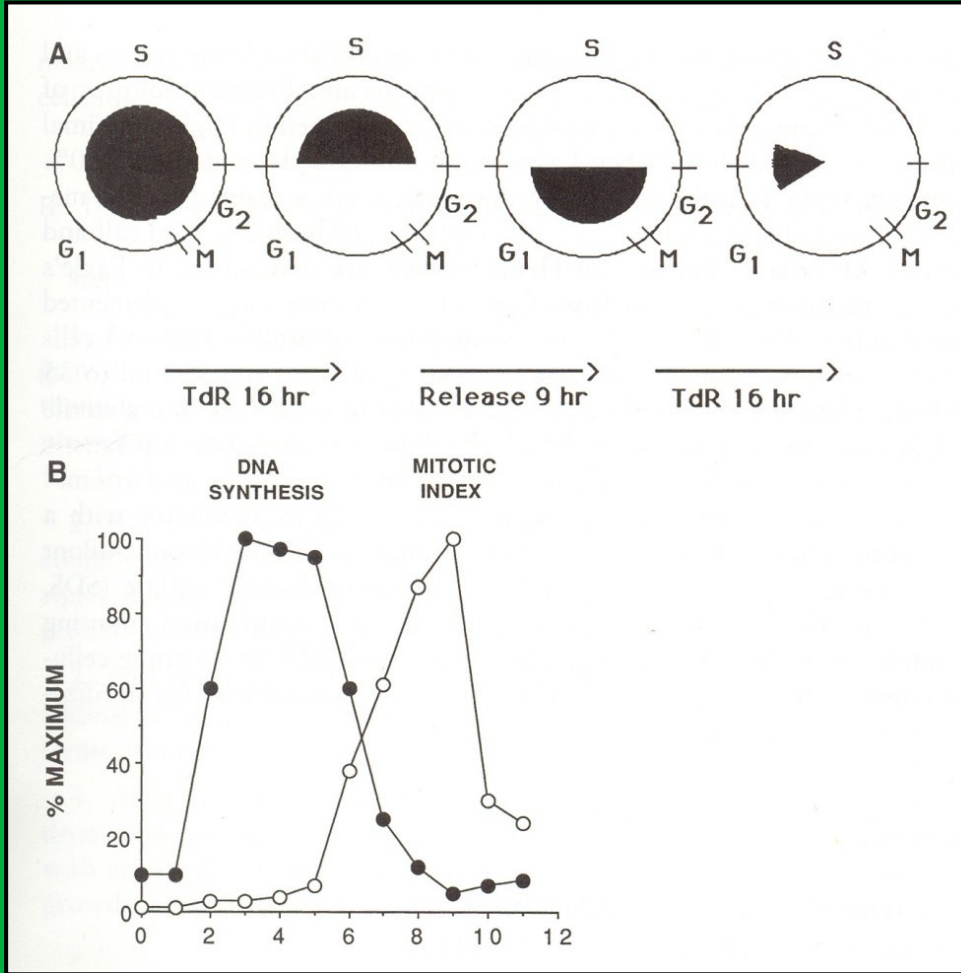 A
S
S
S
S
G2
G1
M
G2
G1
M
G2
G1
M
G2
G1
M
TdR 16 hr
Release 9 hr
TdR 16 hr
B
DNA
SYNTHESIS
MITOTIC
INDEX
% MAXIMUM
100
80
60
40
20
0
0 2 4 6 8 10 12